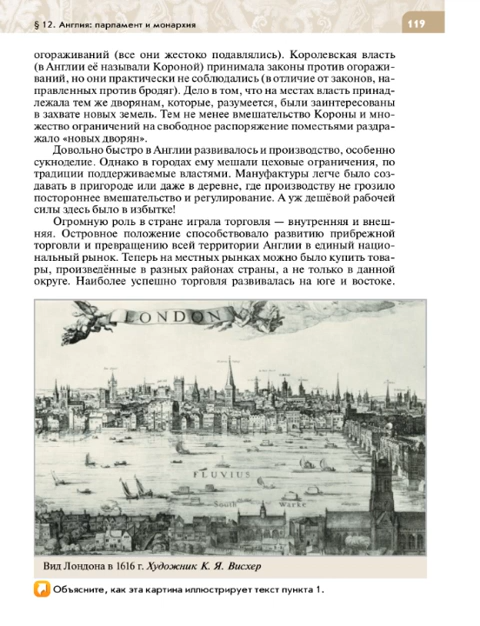 § 12. Англия: парламент и монархия
119
огораживаний (все они жестоко подавлялись). Королевская власть
(в Англии её называли Короной) принимала законы против огоражи-
ваний, но они практически не соблюдались (в отличие от законов, на-
правленных против бродяг). Дело в том, что на местах власть принад-
лежала тем же дворянам, которые, разумеется, были заинтересованы
в захвате новых земель. Тем не менее вмешательство Короны и мно-
жество ограничений на свободное распоряжение поместьями раздра-
жало «новых дворян».
Довольно быстро в Англии развивалось и производство, особенно
сукноделие. Однако в городах ему мешали цеховые ограничения, по
традиции поддерживаемые властями. Мануфактуры легче было соз-
давать в пригороде или даже в деревне, где производству не грозило
постороннее вмешательство и регулирование. А уж дешёвой рабочей
силы здесь было в избытке!
Огромную роль в стране играла торговля — внутренняя и внеш-
няя. Островное положение способствовало развитию прибрежной
торговли и превращению всей территории Англии в единый нацио-
нальный рынок. Теперь на местных рынках можно было купить това-
ры, произведённые в разных районах страны, а не только в данной
округе. Наиболее успешно торговля развивалась на юге и востоке.
LONDON
FLUVIUS
South Warke
Вид Лондона в 1616 г. Художник К. Я. Висхер
Объясните, как эта картина иллюстрирует текст пункта 1.